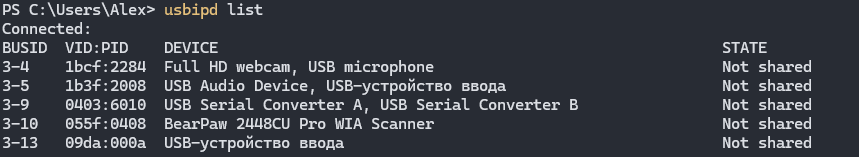 PS C:\Users\Alex> usbipd list
Connected:
BUSID  VID:PID    DEVICE                                                        STATE
3-4    1bcf:2284  Full HD webcam, USB microphone                                Not shared
3-5    1b3f:2008  USB Audio Device, USB-устройство ввода                        Not shared
3-9    0403:6010  USB Serial Converter A, USB Serial Converter B                Not shared
3-10   055f:0408  BearPaw 2448CU Pro WIA Scanner                                Not shared
3-13   09da:000a  USB-устройство ввода                                          Not shared